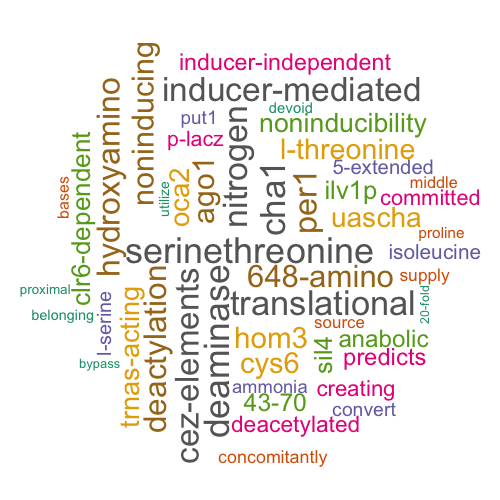 inducer-independent
inducer-mediated
devoid
put1
noninducibility
p-lacz
l-threonine
5-extended
middle
ilv1p
committed
uascha
proline
serinethreonine
isoleucine
648-amino
supply
translational
source
hom3
anabolic
cys6
predicts
ammonia
creating
43-70
convert
deacetylated
concomitantly
proximal
belonging
bypass
bases
clr6-dependent
l-serine
hydroxyamino
trnas-acting
noninducing
deactylation
utilize
oca2
ago1
nitrogen
cha1
per1
cez-elements
deaminase
sil4
20-fold